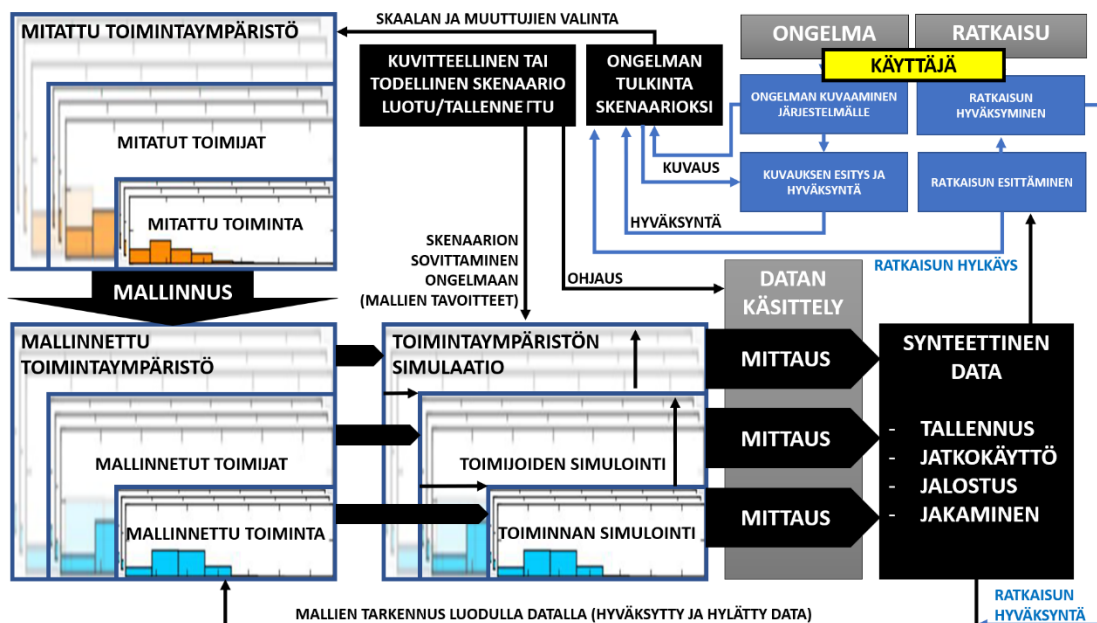 MITATTU TOIMINTAYMPÄRISTÖ
MITATUT TOIMIJAT
MITATTU TOIMINTA
MALLINNUS
SKAALAN JA MUUTTUJIEN VALINTA
KUVITTEELLINEN TAI
TODELLINEN SKENAARIO
LUOTU/TALLENNETTU
ONGELMAN
TULKINTA
SKENAARIOKSI
ONGELMA
RATKAISU
KÄYTTÄJÄ
ONGELMAN KUVAAMINEN
JÄRJESTELMÄLLE
RATKAISUN
HYVÄKSYMINEN
KUVAUS
KUVAUKSEN ESITYS JA
HYVÄKSYNTÄ
RATKAISUN ESITTÄMINEN
HYVÄKSYNTÄ
RATKAISUN HYLKÄYS
SKENAARION
SOVITTAMINEN
ONGELMAAN
(MALLIEN TAVOITTEET)
OHJAUS
DATAN
KÄSITTELY
MALLINNETTU
TOIMINTAYMPÄRISTÖ
MALLINNETUT TOIMIJAT
MALLINNETTU TOIMINTA
TOIMINTAYMPÄRISTÖN
SIMULAATIO
TOIMIJOIDEN SIMULOINTI
TOIMINNAN SIMULOINTI
MITTAUS
MITTAUS
MITTAUS
SYNTEETTINEN
DATA
- TALLENNUS
- JATKOKÄYTTÖ
- JALOSTUS
- JAKAMINEN
RATKAISUN
HYVÄKSYNTÄ
MALLIEN TARKENNUS LUODULLA DATALLA (HYVÄKSYTTY JA HYLÄTTY DATA)